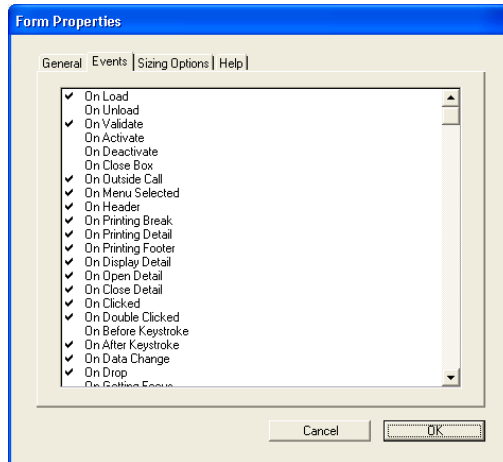 Form Properties
General Events Sizing Options Help
On Load
On Unload
On Validate
On Activate
On Deactivate
On Close Box
On Outside Call
On Menu Selected
On Header
On Printing Break
On Printing Detail
On Printing Footer
On Display Detail
On Open Detail
On Close Detail
On Clicked
On Double Clicked
On Before Keystroke
On After Keystroke
On Data Change
On Drop
On Getting Focus
Cancel OK